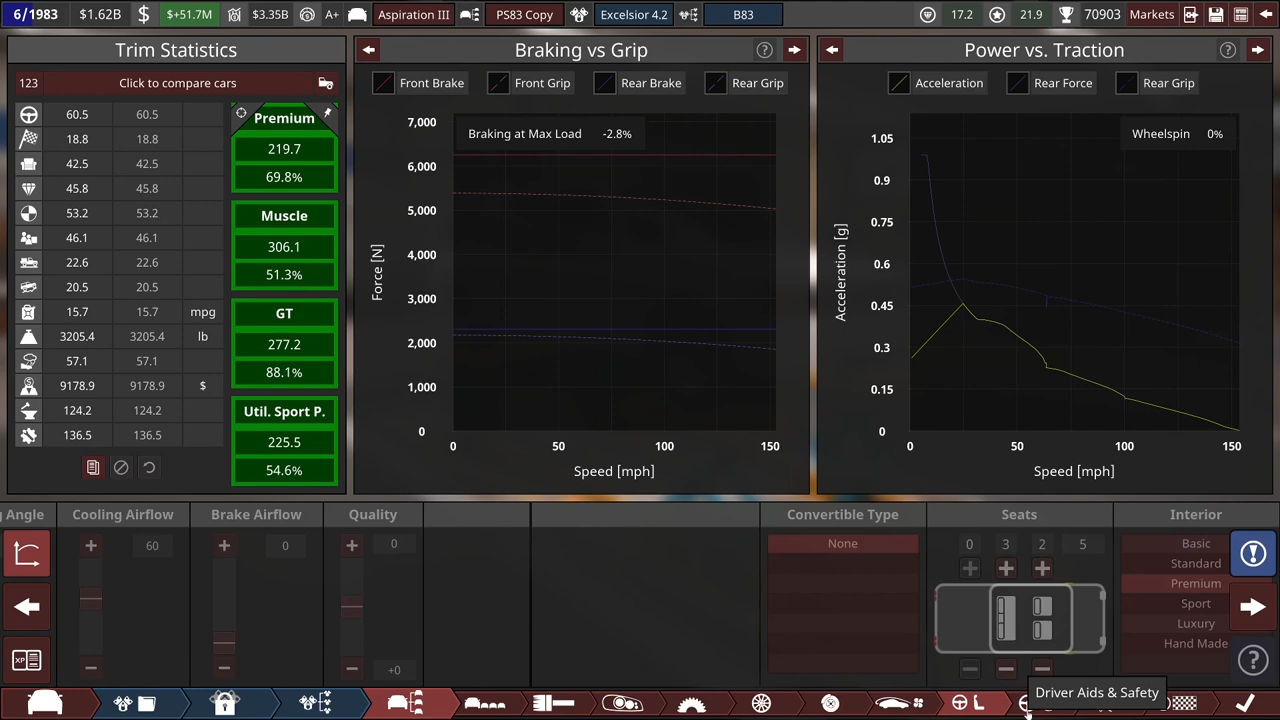 6/1983 $1.62B $ $+51.7M $3.35B A+ Aspiration III PS83 Copy Excelsior 4.2 B83 17.2 21.9 70903 Markets
Trim Statistics
123 Click to compare cars
60.5 60.5
18.8 18.8
42.5 42.5
45.8 45.8
53.2 53.2
46.1 46.1
22.6 22.6
20.5 20.5
15.7 15.7 mpg
3205.4 3205.4 lb
57.1 57.1
9178.9 9178.9 $
124.2 124.2
136.5 136.5
Premium
219.7
69.8%
Muscle
306.1
51.3%
GT
277.2
88.1%
Util. Sport P.
225.5
54.6%
Braking vs Grip ?
Front Brake Front Grip Rear Brake Rear Grip
Braking at Max Load -2.8%
7,000
6,000
5,000
4,000
3,000
2,000
1,000
0
Force [N]
0 50 100 150
Speed [mph]
Power vs. Traction ?
Acceleration Rear Force Rear Grip
Wheelspin 0%
1.05
0.9
0.75
0.6
0.45
0.3
0.15
0
Acceleration [g]
0 50 100 150
Speed [mph]
g Angle Cooling Airflow Brake Airflow Quality Convertible Type Seats Interior
60 0 0 +0
None
0 3 2 5
Basic
Standard
Premium
Sport
Luxury
Hand Made
XP
?
Driver Aids & Safety